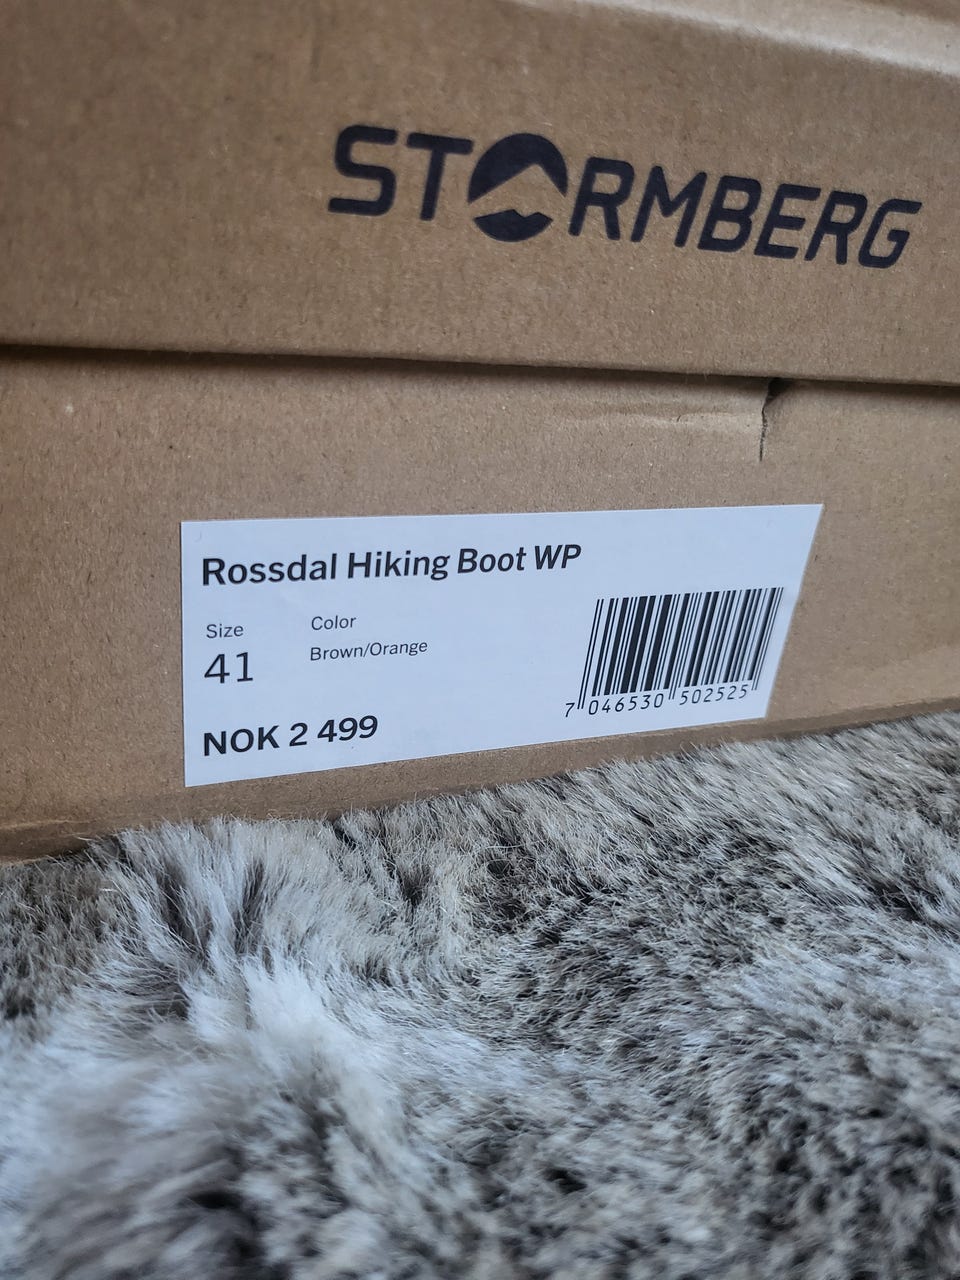 STORMBERG
Rossdal Hiking Boot WP
Size
Color
41
Brown/Orange
NOK 2 499
7 046530 502525